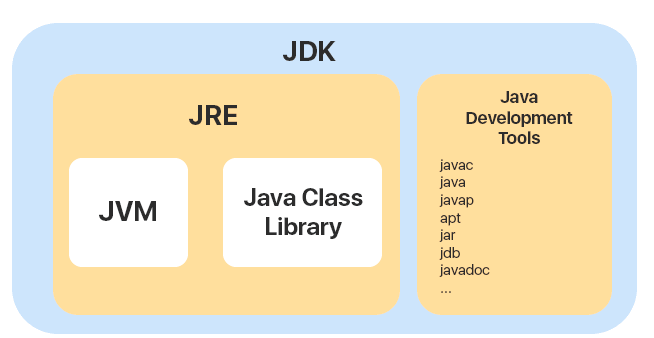 JDK
JRE
JVM
Java Class
Library
Java
Development
Tools
javac
java
javap
apt
jar
jdb
javadoc
...